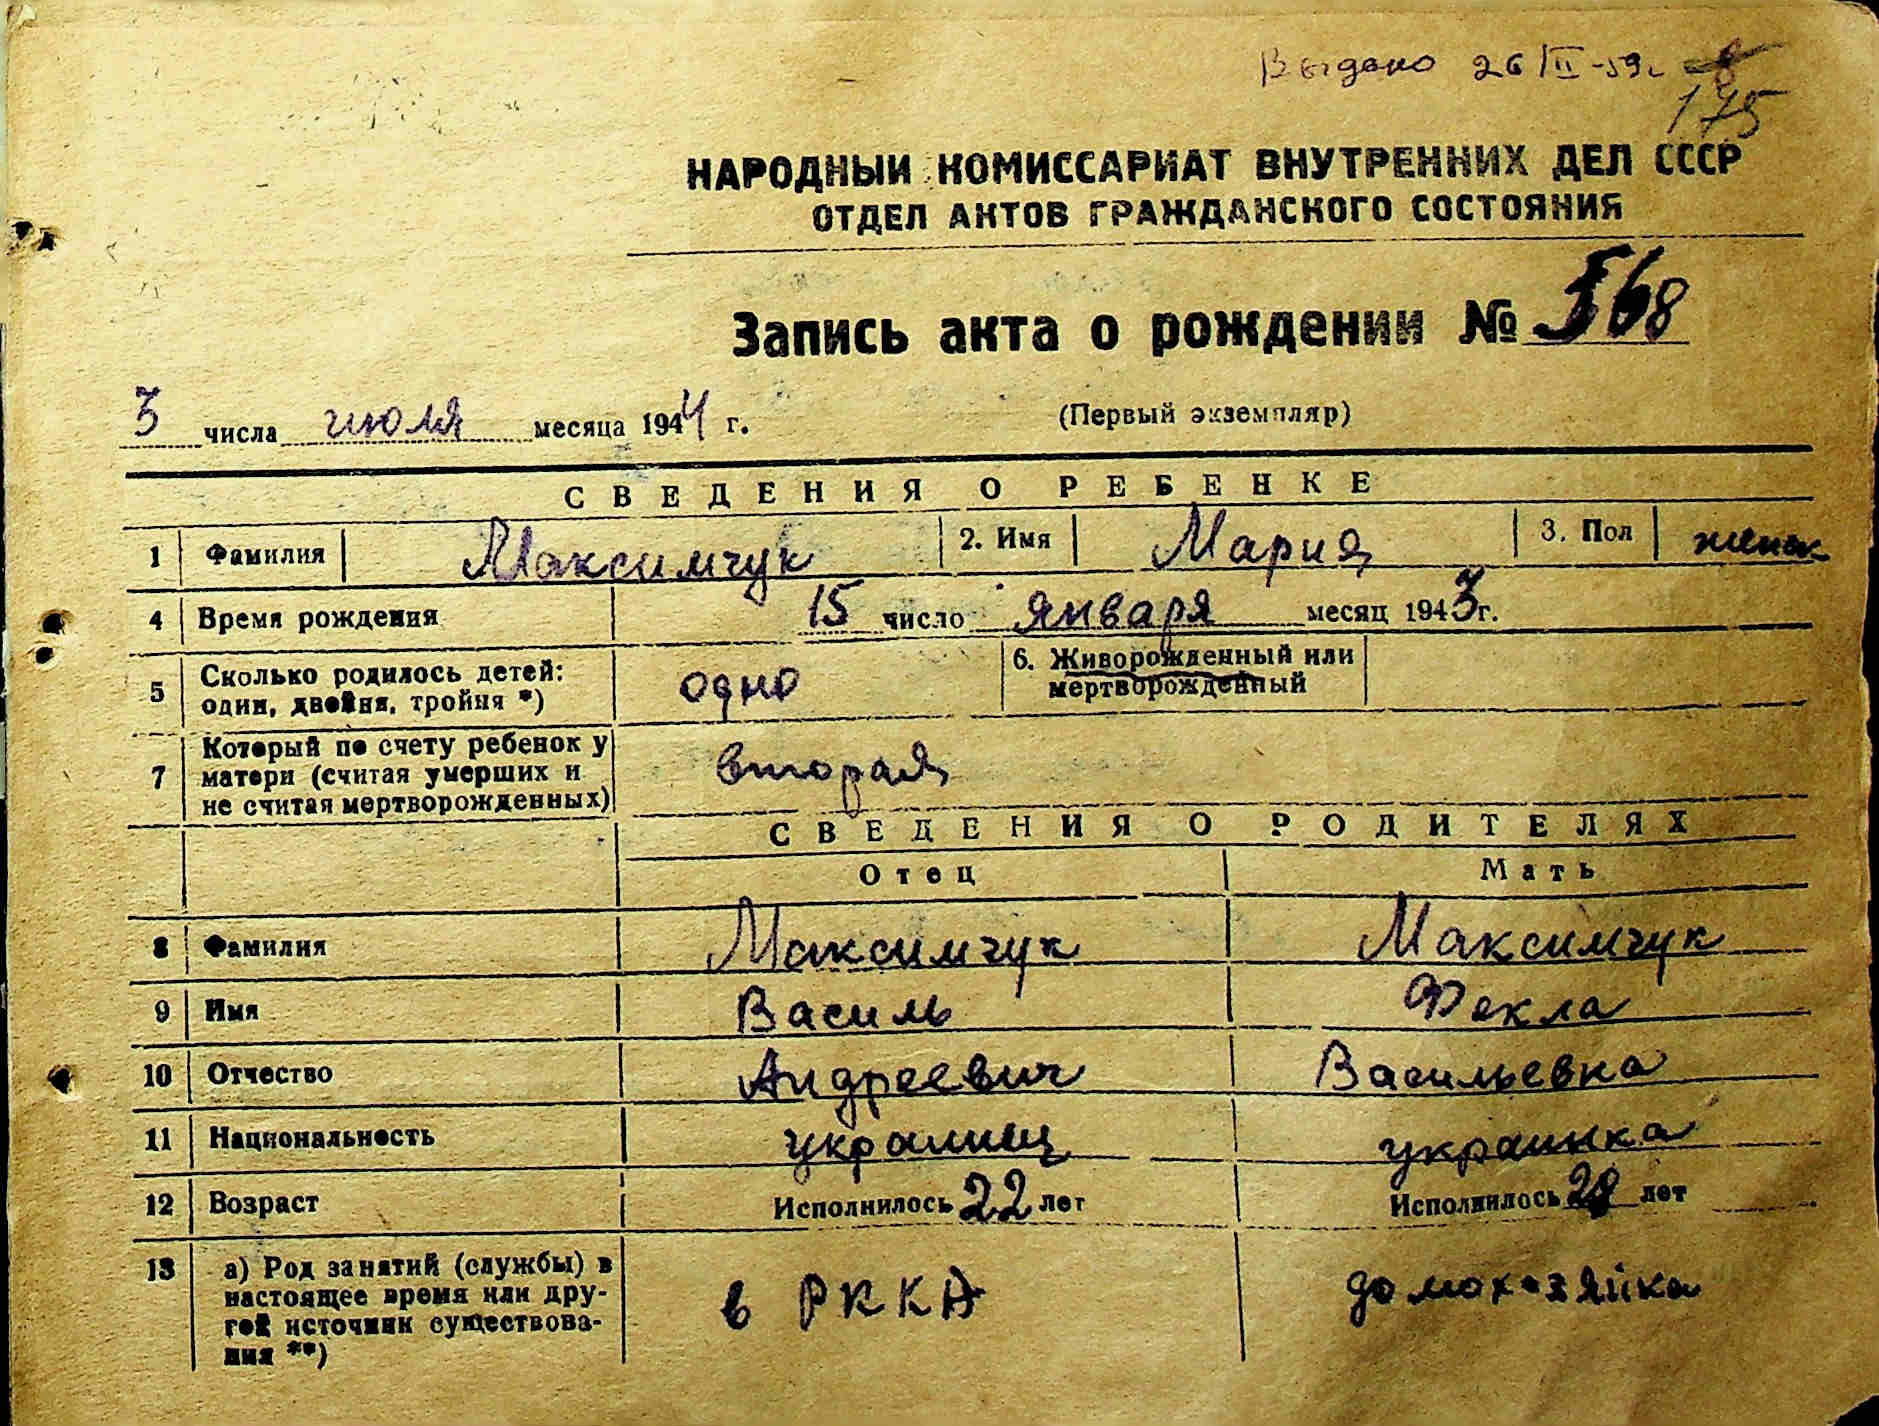 Выдано 26/II-59г.
175
НАРОДНЫЙ КОМИССАРИАТ ВНУТРЕННИХ ДЕЛ СССР
ОТДЕЛ АКТОВ ГРАЖДАНСКОГО СОСТОЯНИЯ
Запись акта о рождении № 568
3 числа июля месяца 1944 г. (Первый экземпляр)
СВЕДЕНИЯ О РЕБЕНКЕ
1 Фамилия Максимчук 2. Имя Мария 3. Пол женск
4 Время рождения 15 число января месяц 1943г.
5 Сколько родилось детей: один, двойня, тройня *) одно 6. Живорожденный или мертворожденный
7 Который по счету ребенок у матери (считая умерших и не считая мертворожденных) вторая
СВЕДЕНИЯ О РОДИТЕЛЯХ
Отец Мать
8 Фамилия Максимчук Максимчук
9 Имя Василь Фекла
10 Отчество Андреевич Васильевна
11 Национальность украинец украинка
12 Возраст Исполнилось 22 лет Исполнилось лет
13 а) Род занятий (службы) в настоящее время или другой источник существования **) в РККА домохозяйка